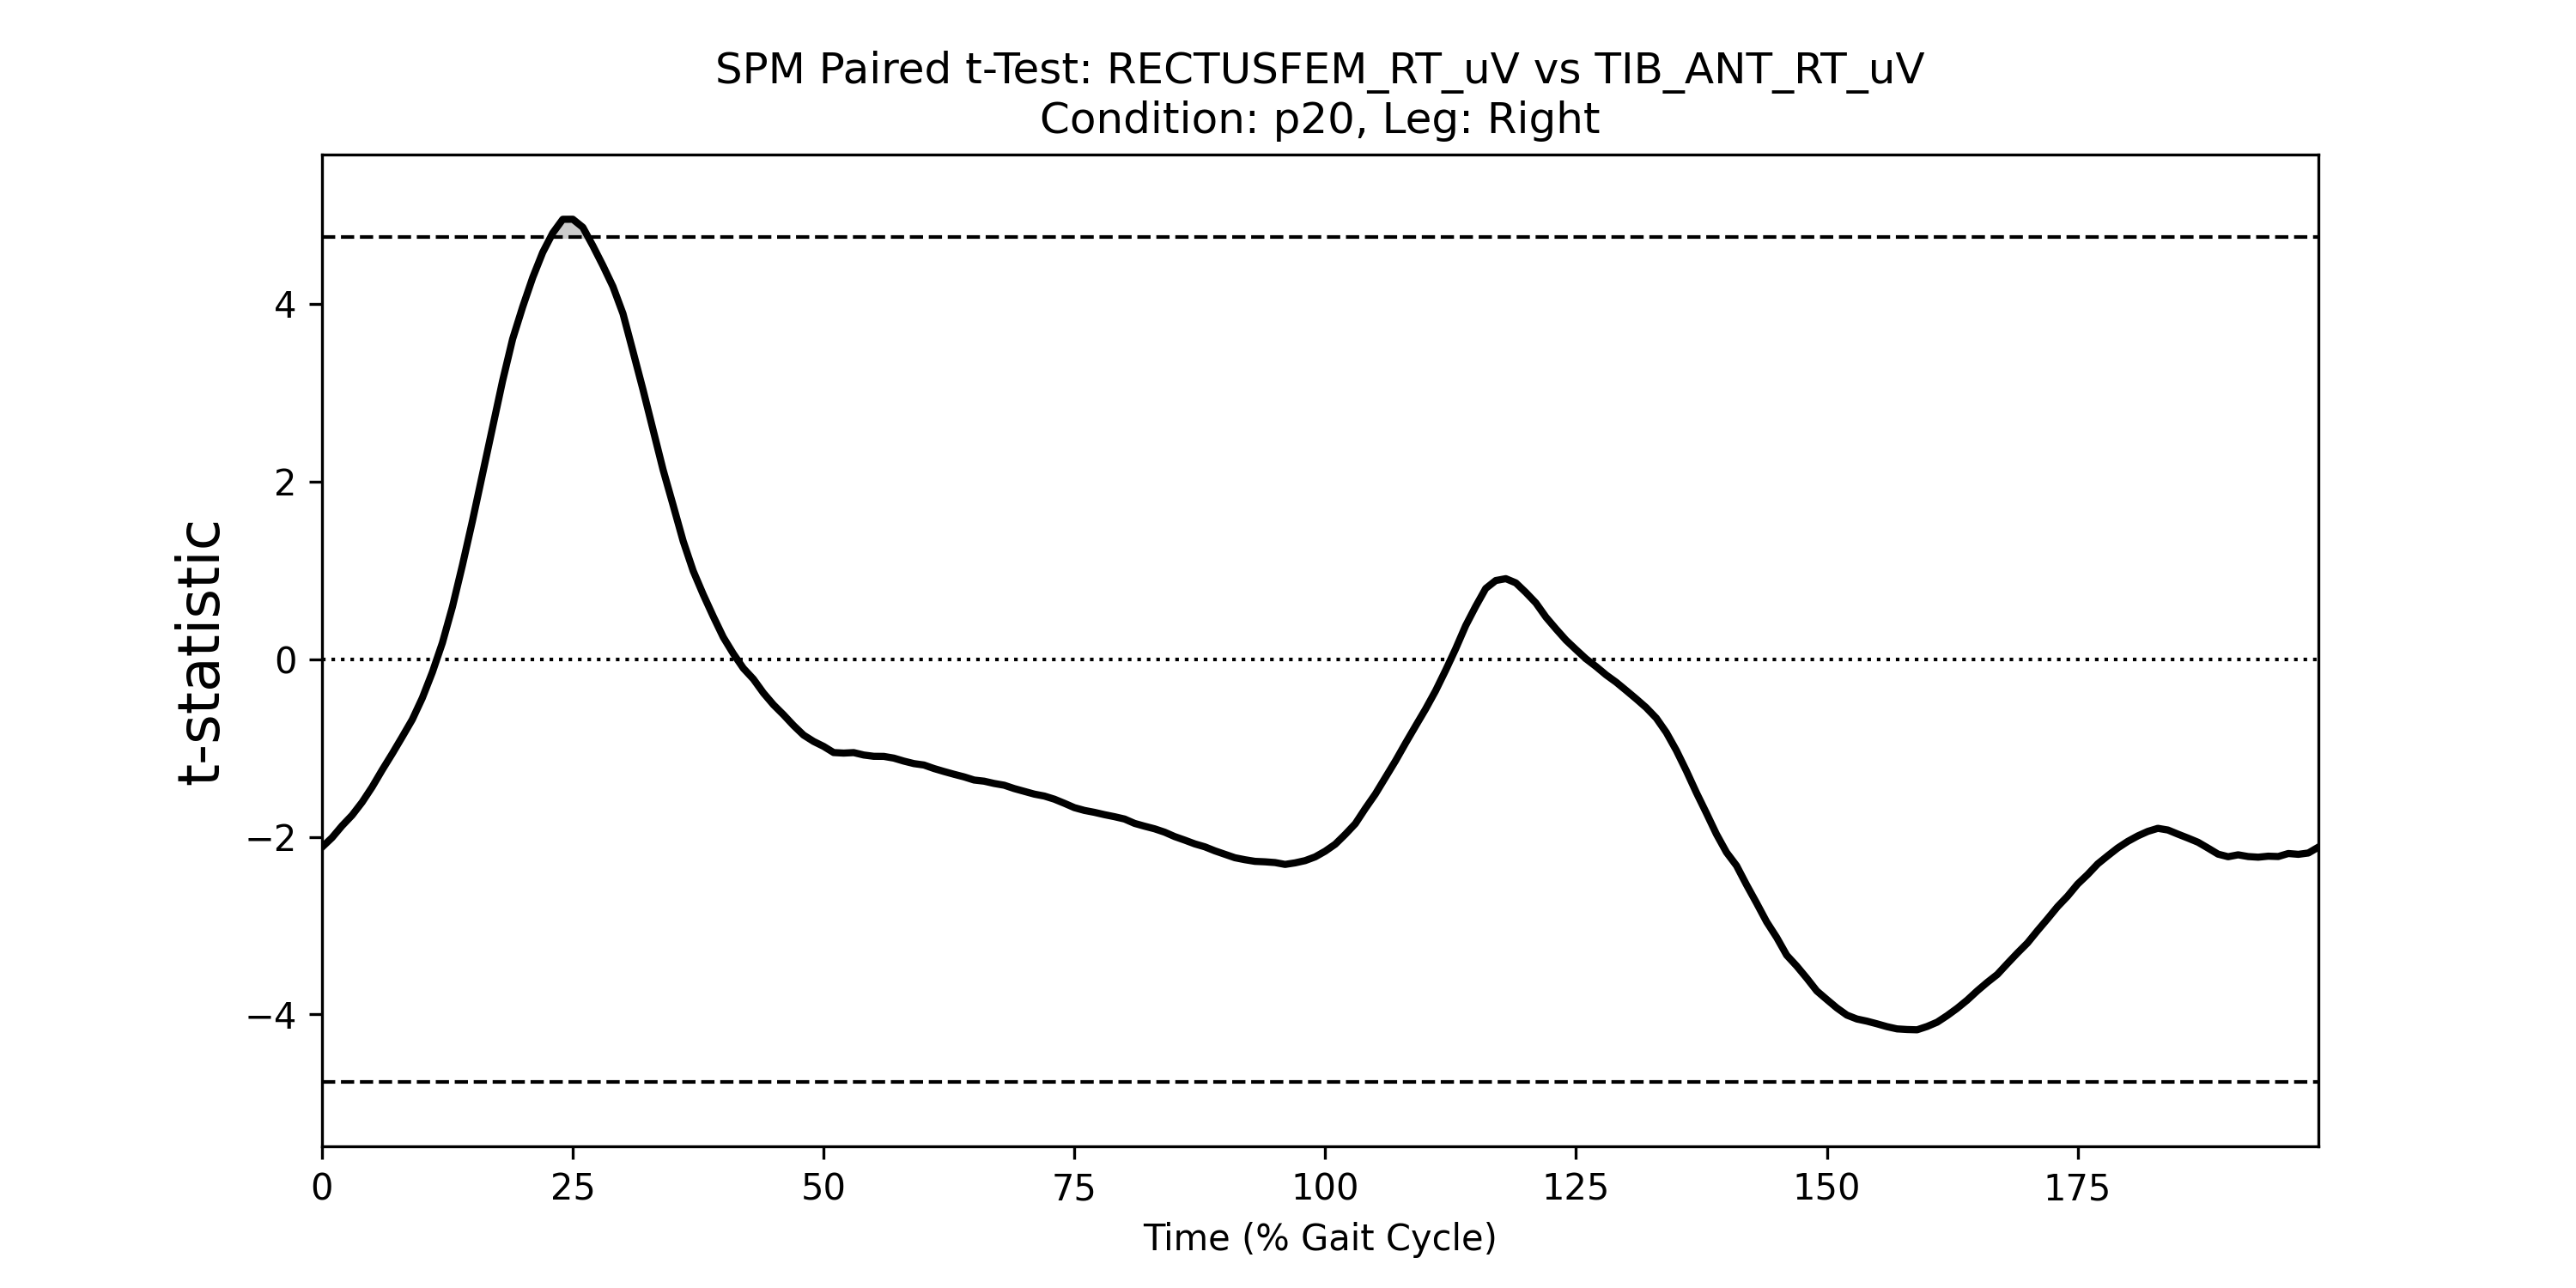 SPM Paired t-Test: RECTUSFEM_RT_uV vs TIB_ANT_RT_uV
Condition: p20, Leg: Right
t-statistic
4
2
0
−2
−4
0 25 50 75 100 125 150 175
Time (% Gait Cycle)